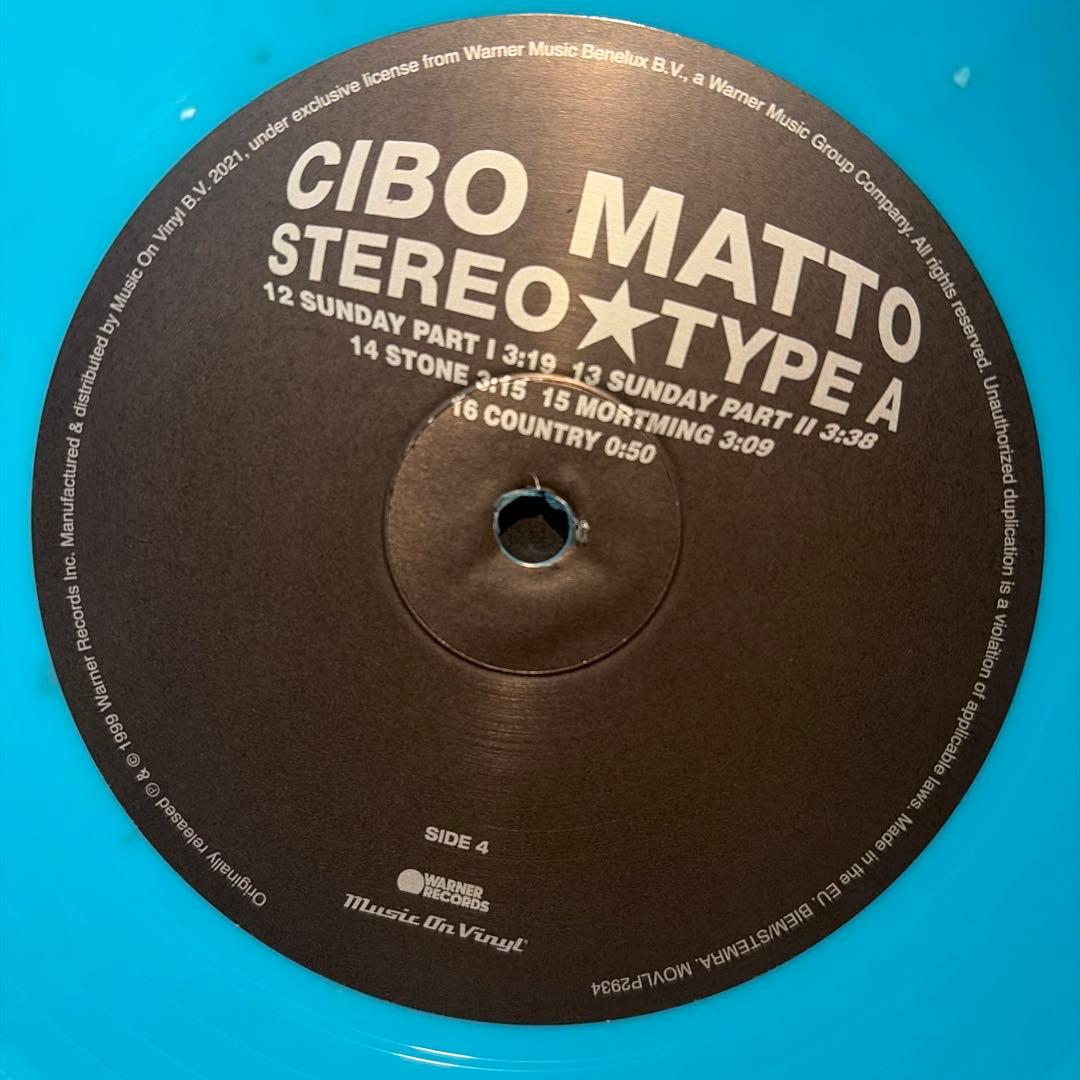 CIBO MATTO
STEREO★TYPE A
12 SUNDAY PART I 3:19 13 SUNDAY PART II 3:38
14 STONE 3:15 15 MORTMING 3:09
16 COUNTRY 0:50
SIDE 4
WARNER
RECORDS
Music On Vinyl
Originally released ℗ & © 1999 Warner Records Inc. Manufactured & distributed by Music On Vinyl B.V. 2021, under exclusive license from Warner Music Benelux B.V., a Warner Music Group Company. All rights reserved. Unauthorized duplication is a violation of applicable laws. Made in the EU. BIEM/STEMRA. MOVLP2934